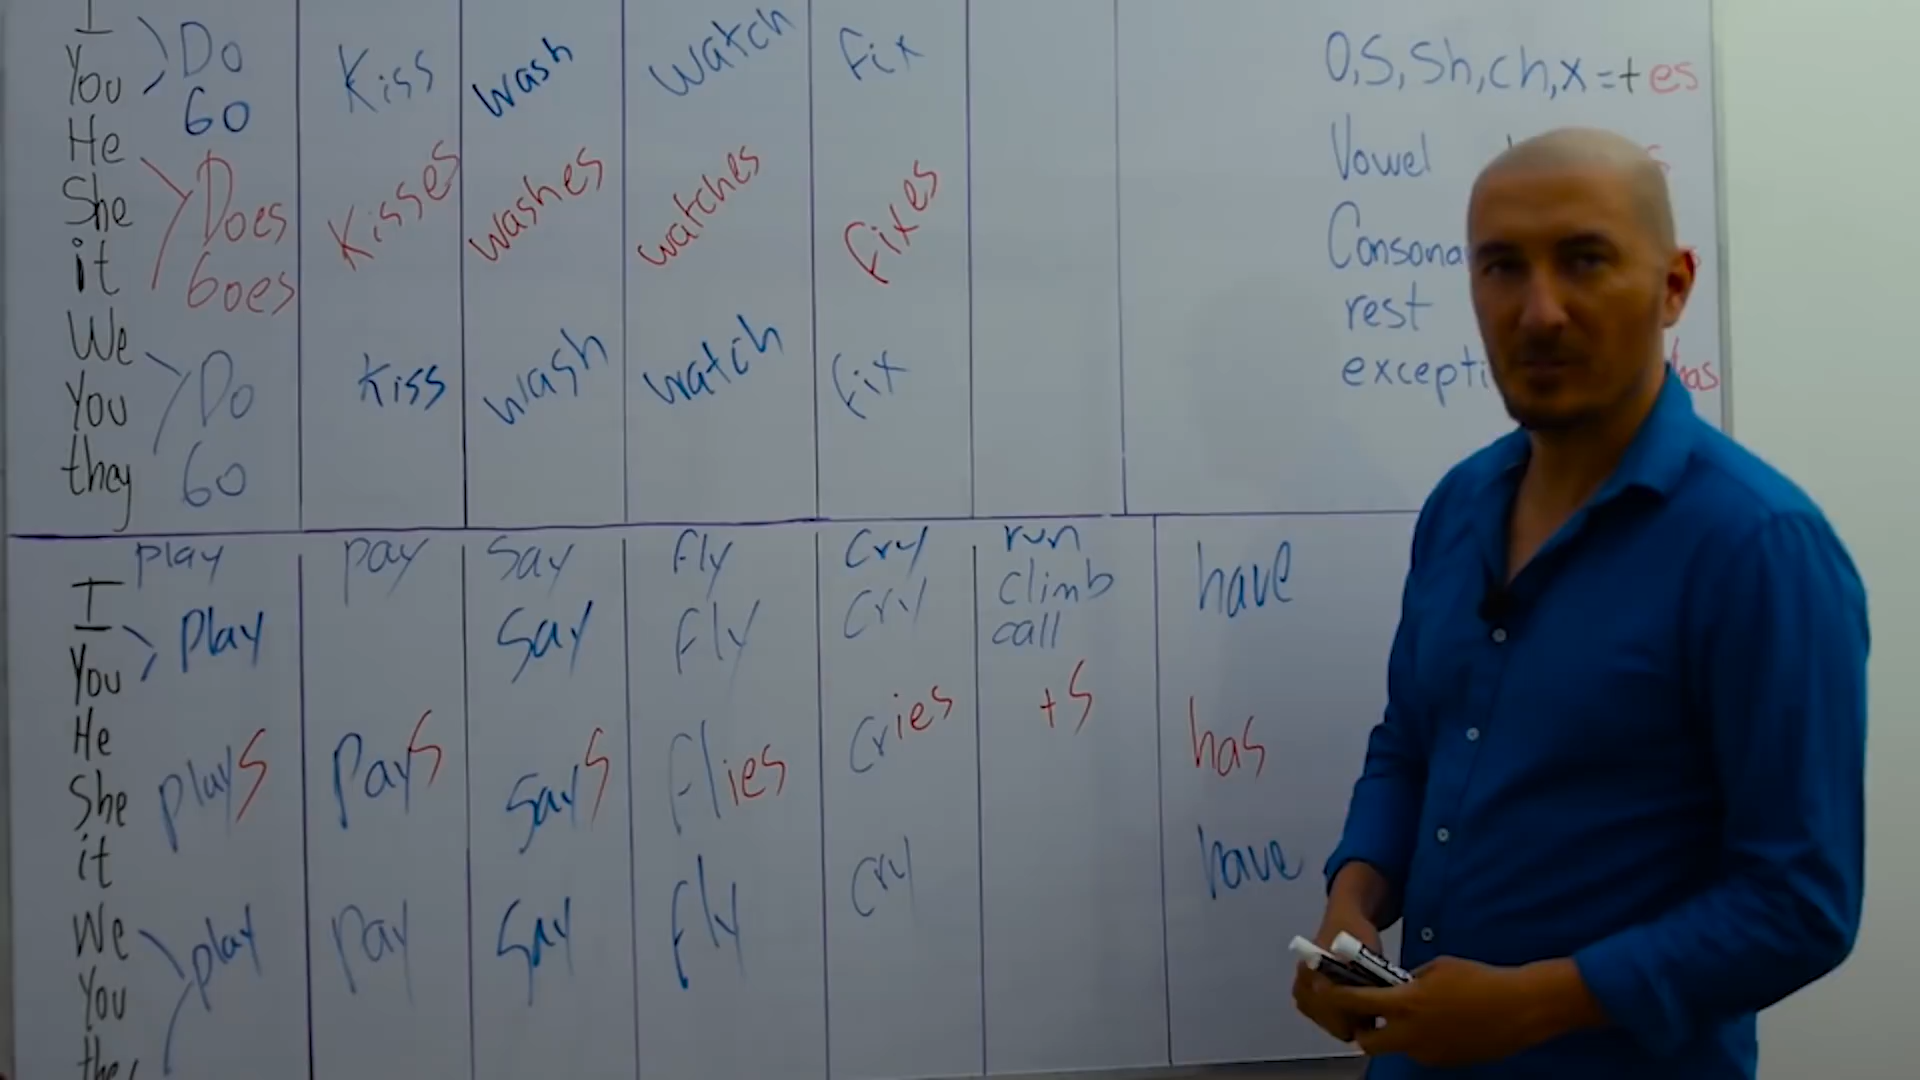 I
You Do Kiss wash watch fix
Go
He
She Does Kisses washes watches fixes
it Goes
We
You Do Kiss wash watch fix
they Go
O,S,Sh,ch,x=+es
Vowel
rest
has
play pay Say fly Cry run
I climb
You play Say fly Cry call
He
She plays Pays Says flies Cries +S
it
We
You play Pay Say fly Cry
have
has
have